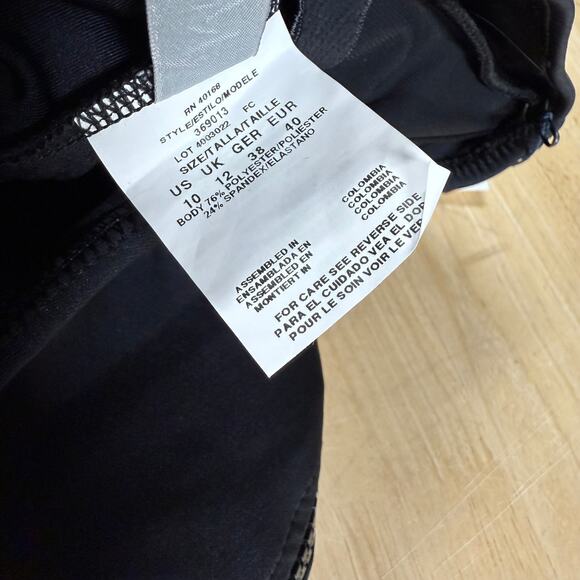 RN 40168
STYLE/ESTILO/MODELE
369013 FC
LOT 4003022
SIZE/TALLA/TAILLE
US UK GER EUR
10 12 38 40
BODY 76% POLYESTER/POLIESTER
24% SPANDEX/ELASTANO
ASSEMBLED IN COLOMBIA
ENSAMBLADA EN COLOMBIA
ASSEMBLED IN COLOMBIA
MONTIERT IN COLOMBIA
FOR CARE SEE REVERSE SIDE
PARA EL CUIDADO VEA EL DOR
POUR LE SOIN VOIR LE VER